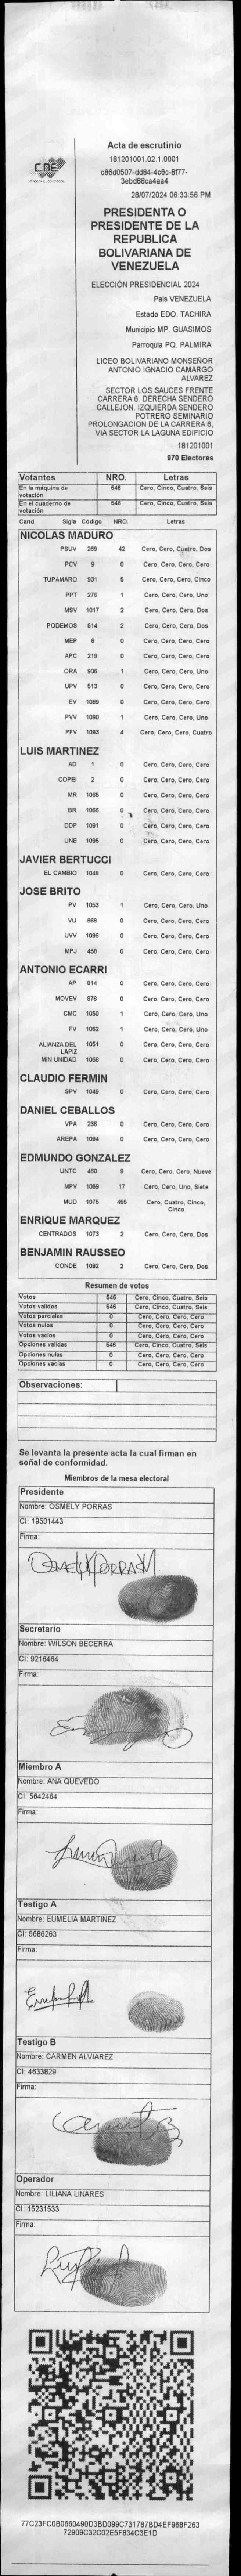 CNE
Acta de escrutinio
181201001.02.1.0001
c86d0507-dd84-4c6c-8f77-
3ebd88ca4aa4
28/07/2024 06:33:56 PM
PRESIDENTA O
PRESIDENTE DE LA
REPUBLICA
BOLIVARIANA DE
VENEZUELA
ELECCIÓN PRESIDENCIAL 2024
Pais VENEZUELA
Estado EDO. TACHIRA
Municipio MP. GUASIMOS
Parroquia PQ. PALMIRA
LICEO BOLIVARIANO MONSEÑOR
ANTONIO IGNACIO CAMARGO
ALVAREZ
SECTOR LOS SAUCES FRENTE
CARRERA 6. DERECHA SENDERO
CALLEJON. IZQUIERDA SENDERO
POTRERO SEMINARIO
PROLONGACION DE LA CARRERA 6,
VIA SECTOR LA LAGUNA EDIFICIO
181201001
970 Electores
Votantes NRO. Letras
En la máquina de votación 546 Cero, Cinco, Cuatro, Seis
En el cuaderno de votación 546 Cero, Cinco, Cuatro, Seis
Cand. Sigla Código NRO. Letras
NICOLAS MADURO
PSUV 269 42 Cero, Cero, Cuatro, Dos
PCV 9 0 Cero, Cero, Cero, Cero
TUPAMARO 931 5 Cero, Cero, Cero, Cinco
PPT 276 1 Cero, Cero, Cero, Uno
MSV 1017 2 Cero, Cero, Cero, Dos
PODEMOS 514 2 Cero, Cero, Cero, Dos
MEP 6 0 Cero, Cero, Cero, Cero
APC 219 0 Cero, Cero, Cero, Cero
ORA 906 1 Cero, Cero, Cero, Uno
UPV 513 0 Cero, Cero, Cero, Cero
EV 1089 0 Cero, Cero, Cero, Cero
PVV 1090 1 Cero, Cero, Cero, Uno
PFV 1093 4 Cero, Cero, Cero, Cuatro
LUIS MARTINEZ
AD 1 0 Cero, Cero, Cero, Cero
COPEI 2 0 Cero, Cero, Cero, Cero
MR 1065 0 Cero, Cero, Cero, Cero
BR 1066 0 Cero, Cero, Cero, Cero
DDP 1091 0 Cero, Cero, Cero, Cero
UNE 1095 0 Cero, Cero, Cero, Cero
JAVIER BERTUCCI
EL CAMBIO 1048 0 Cero, Cero, Cero, Cero
JOSE BRITO
PV 1053 1 Cero, Cero, Cero, Uno
VU 968 0 Cero, Cero, Cero, Cero
UVV 1096 0 Cero, Cero, Cero, Cero
MPJ 456 0 Cero, Cero, Cero, Cero
ANTONIO ECARRI
AP 814 0 Cero, Cero, Cero, Cero
MOVEV 878 0 Cero, Cero, Cero, Cero
CMC 1050 1 Cero, Cero, Cero, Uno
FV 1062 1 Cero, Cero, Cero, Uno
ALIANZA DEL LAPIZ 1051 0 Cero, Cero, Cero, Cero
MIN UNIDAD 1068 0 Cero, Cero, Cero, Cero
CLAUDIO FERMIN
SPV 1049 0 Cero, Cero, Cero, Cero
DANIEL CEBALLOS
VPA 236 0 Cero, Cero, Cero, Cero
AREPA 1094 0 Cero, Cero, Cero, Cero
EDMUNDO GONZALEZ
UNTC 460 9 Cero, Cero, Cero, Nueve
MPV 1069 17 Cero, Cero, Uno, Siete
MUD 1075 455 Cero, Cuatro, Cinco, Cinco
ENRIQUE MARQUEZ
CENTRADOS 1073 2 Cero, Cero, Cero, Dos
BENJAMIN RAUSSEO
CONDE 1092 2 Cero, Cero, Cero, Dos
Resumen de votos
Votos 546 Cero, Cinco, Cuatro, Seis
Votos validos 546 Cero, Cinco, Cuatro, Seis
Votos parciales 0 Cero, Cero, Cero, Cero
Votos nulos 0 Cero, Cero, Cero, Cero
Votos vacios 0 Cero, Cero, Cero, Cero
Opciones validas 546 Cero, Cinco, Cuatro, Seis
Opciones nulas 0 Cero, Cero, Cero, Cero
Opciones vacias 0 Cero, Cero, Cero, Cero
Observaciones:
Se levanta la presente acta la cual firman en
señal de conformidad.
Miembros de la mesa electoral
Presidente
Nombre: OSMELY PORRAS
CI: 19501443
Firma:
OSMELY PORRAS M
Secretario
Nombre: WILSON BECERRA
CI: 9216464
Firma:
Miembro A
Nombre: ANA QUEVEDO
CI: 5642464
Firma:
Testigo A
Nombre: EUMELIA MARTINEZ
CI: 5686263
Firma:
Testigo B
Nombre: CARMEN ALVIAREZ
CI: 4633829
Firma:
Operador
Nombre: LILIANA LINARES
CI: 15231533
Firma:
77C23FC0B0660490D3BD099C731787BD4EF968F263
72909C32C02E5F834C3E1D